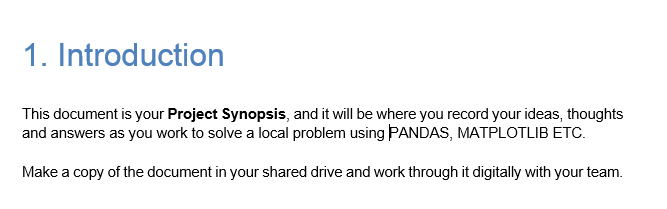 1. Introduction
This document is your Project Synopsis, and it will be where you record your ideas, thoughts
and answers as you work to solve a local problem using PANDAS, MATPLOTLIB ETC.
Make a copy of the document in your shared drive and work through it digitally with your team.